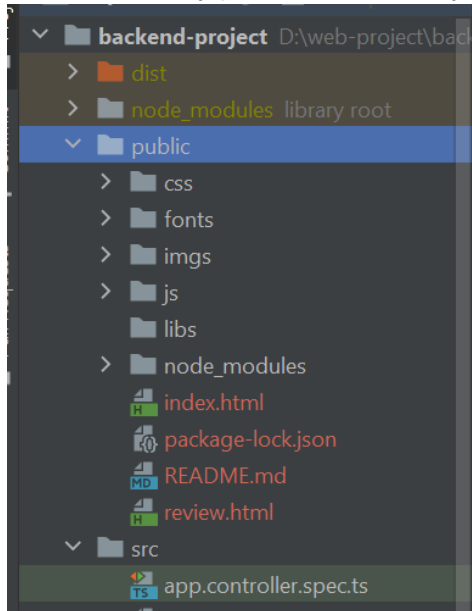 backend-project D:\web-project\back
dist
node_modules library root
public
css
fonts
imgs
js
libs
node_modules
index.html
package-lock.json
README.md
review.html
src
app.controller.spec.ts